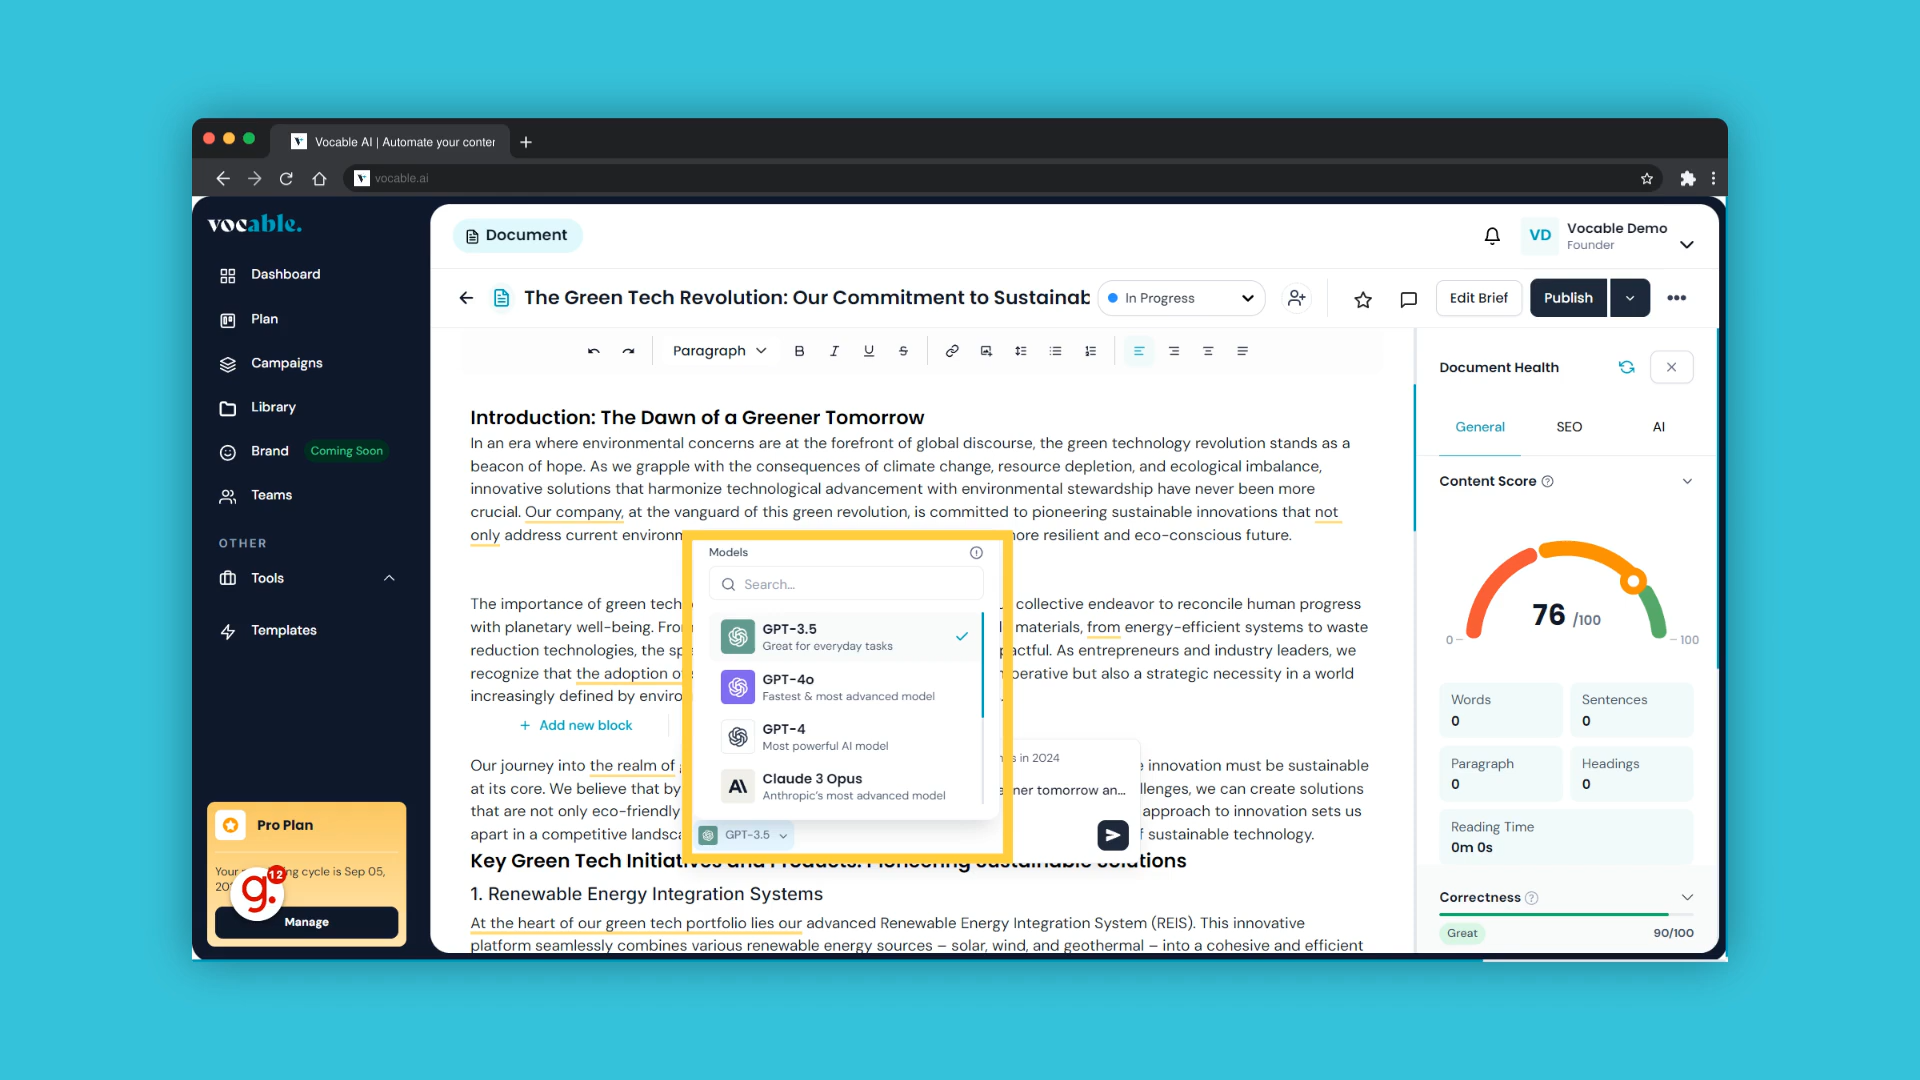 Vocable AI | Automate your conter
vocable.ai
vocable.
Dashboard
Plan
Campaigns
Library
Brand Coming Soon
Teams
OTHER
Tools
Templates
Pro Plan
Your ng cycle is Sep 05,
20
g. 12
Manage
Document
VD Vocable Demo
Founder
The Green Tech Revolution: Our Commitment to Sustainab
In Progress
Edit Brief
Publish
Paragraph
B I U S
Introduction: The Dawn of a Greener Tomorrow
In an era where environmental concerns are at the forefront of global discourse, the green technology revolution stands as a
beacon of hope. As we grapple with the consequences of climate change, resource depletion, and ecological imbalance,
innovative solutions that harmonize technological advancement with environmental stewardship have never been more
crucial. Our company, at the vanguard of this green revolution, is committed to pioneering sustainable innovations that not
only address current environ ore resilient and eco-conscious future.
The importance of green tech collective endeavor to reconcile human progress
with planetary well-being. From materials, from energy-efficient systems to waste
reduction technologies, the sp pactful. As entrepreneurs and industry leaders, we
recognize that the adoption of perative but also a strategic necessity in a world
increasingly defined by enviro
+ Add new block
Our journey into the realm of innovation must be sustainable
at its core. We believe that by llenges, we can create solutions
that are not only eco-friendly approach to innovation sets us
apart in a competitive landsca f sustainable technology.
Models
Search...
GPT-3.5
Great for everyday tasks
GPT-4o
Fastest & most advanced model
GPT-4
Most powerful AI model
Claude 3 Opus
Anthropic's most advanced model
s in 2024
ner tomorrow an...
GPT-3.5
Key Green Tech Initiatives and Products: Pioneering Sustainable Solutions
1. Renewable Energy Integration Systems
At the heart of our green tech portfolio lies our advanced Renewable Energy Integration System (REIS). This innovative
platform seamlessly combines various renewable energy sources – solar, wind, and geothermal – into a cohesive and efficient
Document Health
General SEO AI
Content Score
76 /100
0 100
Words
0
Sentences
0
Paragraph
0
Headings
0
Reading Time
0m 0s
Correctness
Great 90/100